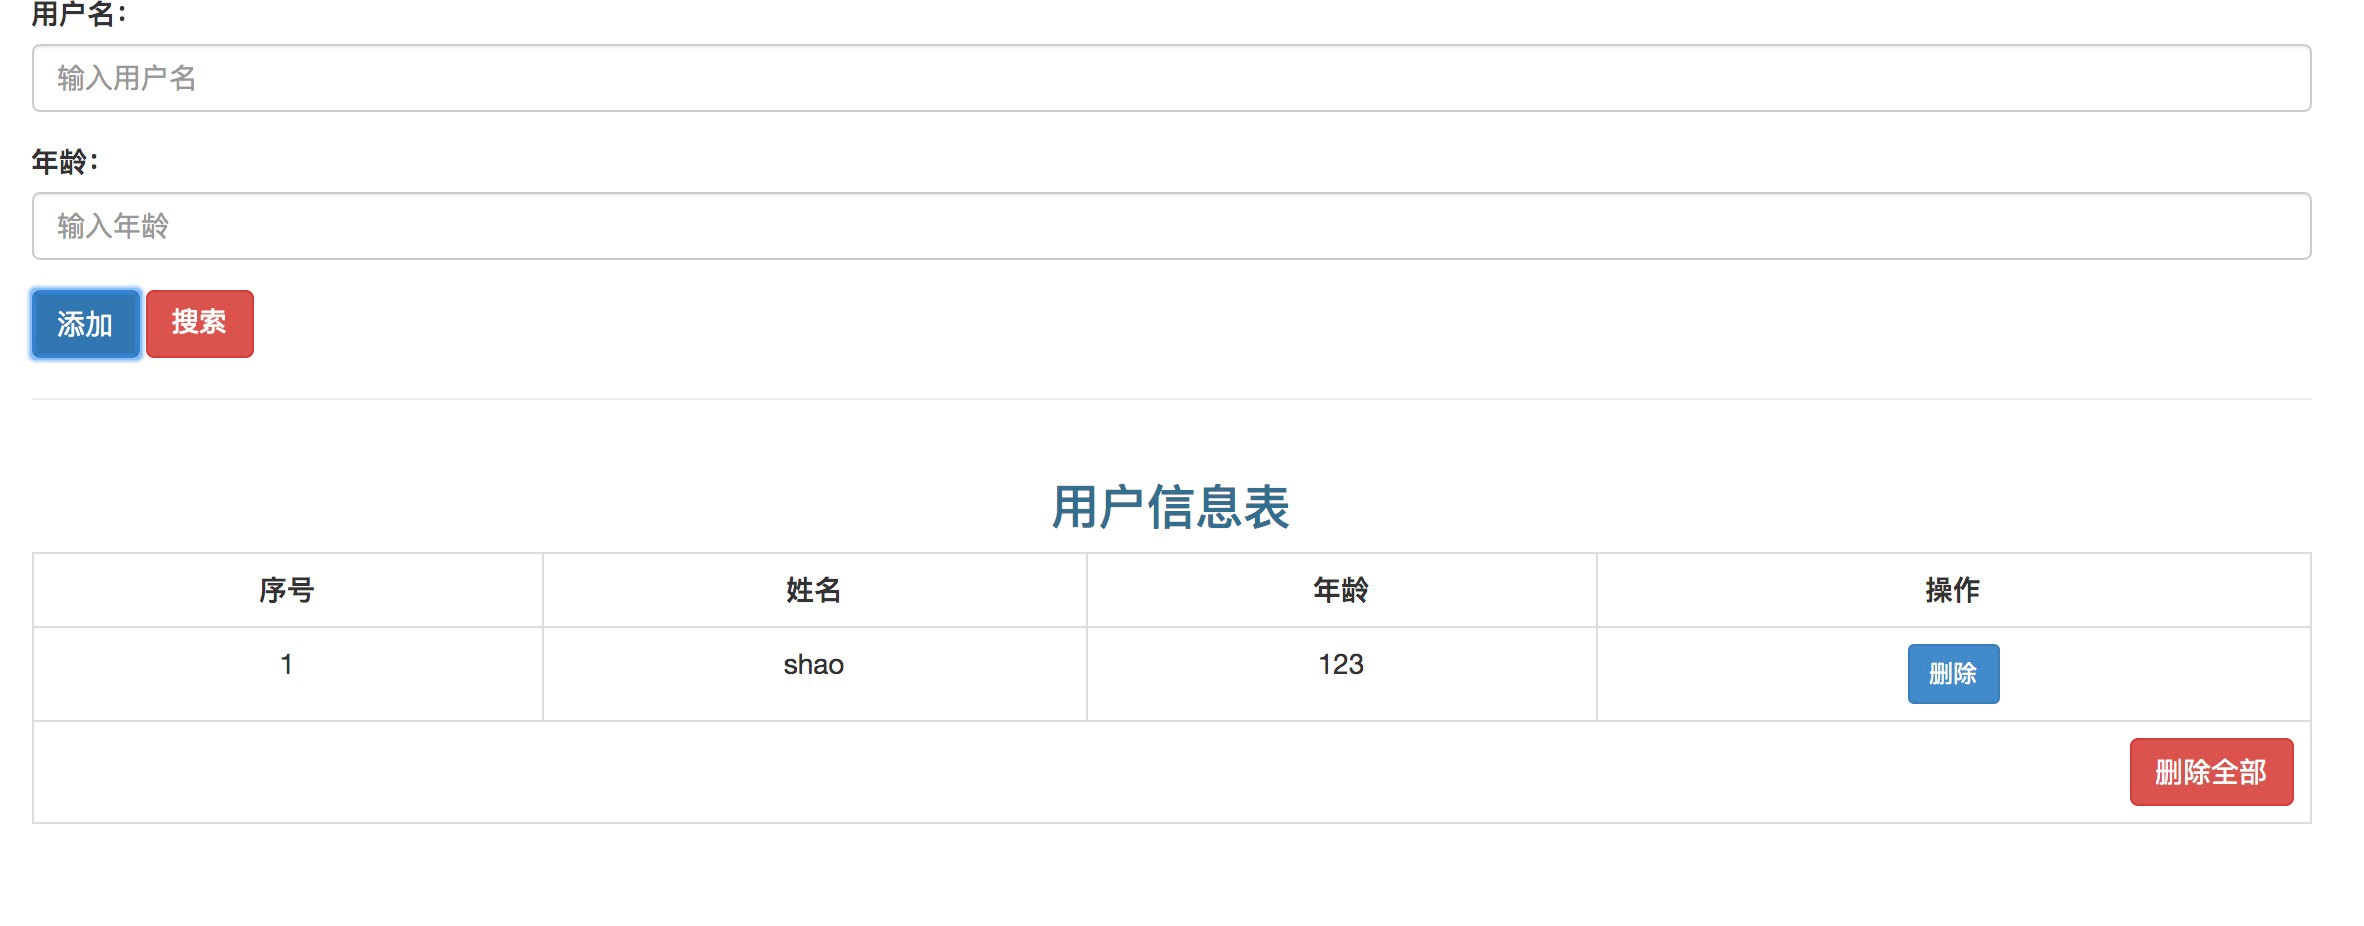 用户名：
输入用户名
年龄：
输入年龄
添加 搜索
用户信息表
序号 姓名 年龄 操作
1 shao 123 删除
删除全部